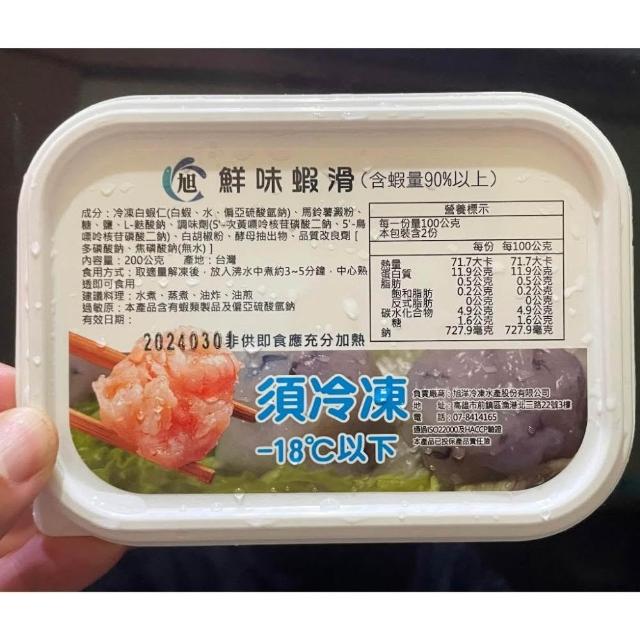 旭 鮮味蝦滑(含蝦量90%以上)
成分：冷凍白蝦仁(白蝦、水、偏亞硫酸氫鈉)、馬鈴薯澱粉、
糖、鹽、L-麩酸鈉、調味劑(5'-次黃嘌呤核苷磷酸二鈉、5'-鳥
嘌呤核苷磷酸二鈉)、白胡椒粉、酵母抽出物、品質改良劑[
多磷酸鈉、焦磷酸鈉(無水)]
內容量：200公克 產地：台灣
食用方式：取適量解凍後，放入沸水中煮約3~5分鐘，中心熟
透即可食用
建議料理：水煮、蒸煮、油炸、油煎
過敏原：本產品含有蝦類製品及偏亞硫酸氫鈉
有效日期：
20240301非供即食應充分加熱
營養標示
每一份量100公克
本包裝含2份
每份 每100公克
熱量 71.7大卡 71.7大卡
蛋白質 11.9公克 11.9公克
脂肪 0.5公克 0.5公克
飽和脂肪 0.2公克 0.2公克
反式脂肪 0公克 0公克
碳水化合物 4.9公克 4.9公克
糖 1.6公克 1.6公克
鈉 727.9毫克 727.9毫克
須冷凍
-18℃以下
負責廠商：旭洋冷凍水產股份有限公司
地 址：高雄市前鎮區漁港北二路22號3樓
電 話：07-8414165
通過ISO22000及HACCP驗證
本產品已投保產品責任險